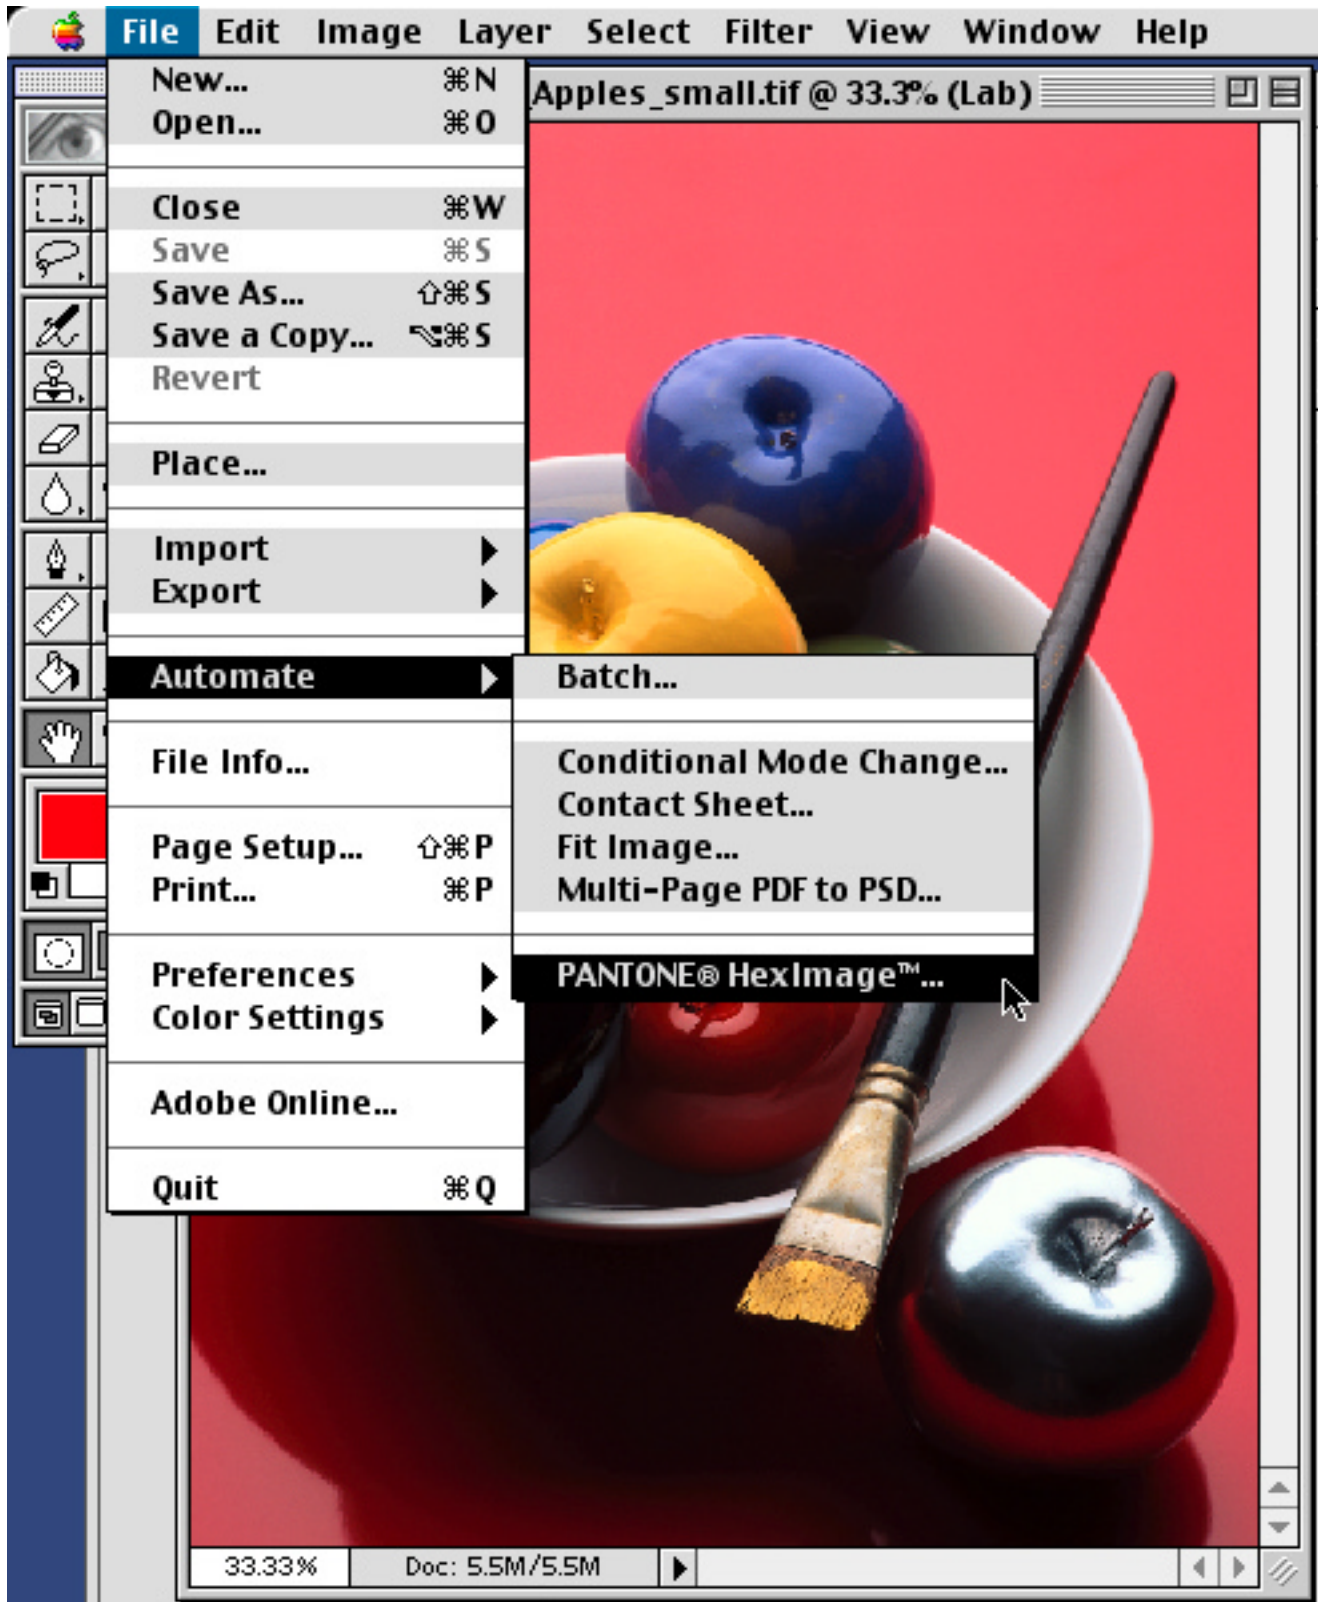 File Edit Image Layer Select Filter View Window Help
_Apples_small.tif @ 33.3% (Lab)
New... ⌘N
Open... ⌘O
Close ⌘W
Save ⌘S
Save As... ⇧⌘S
Save a Copy... ⌥⌘S
Revert
Place...
Import ▶
Export ▶
Automate ▶
File Info...
Page Setup... ⇧⌘P
Print... ⌘P
Preferences ▶
Color Settings ▶
Adobe Online...
Quit ⌘Q
Batch...
Conditional Mode Change...
Contact Sheet...
Fit Image...
Multi-Page PDF to PSD...
PANTONE® HexImage™...
33.33% Doc: 5.5M/5.5M